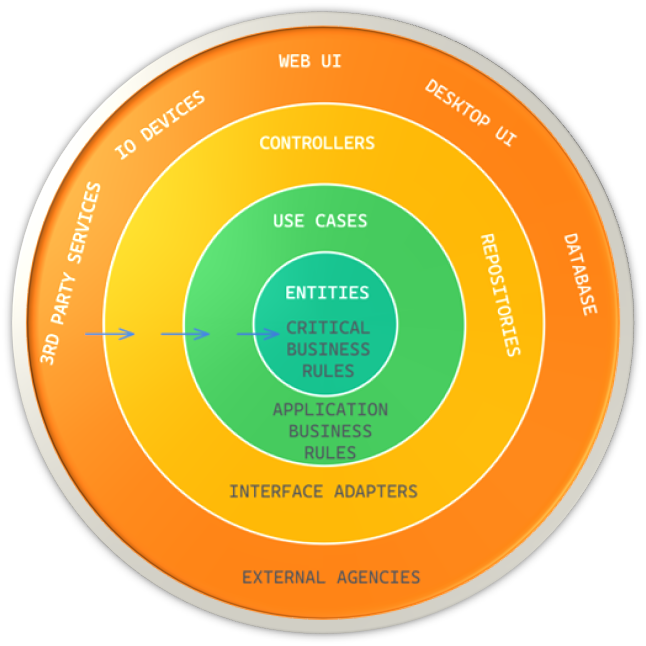 WEB UI
IO DEVICES
DESKTOP UI
3RD PARTY SERVICES
DATABASE
CONTROLLERS
REPOSITORIES
USE CASES
ENTITIES
CRITICAL
BUSINESS
RULES
APPLICATION
BUSINESS
RULES
INTERFACE ADAPTERS
EXTERNAL AGENCIES